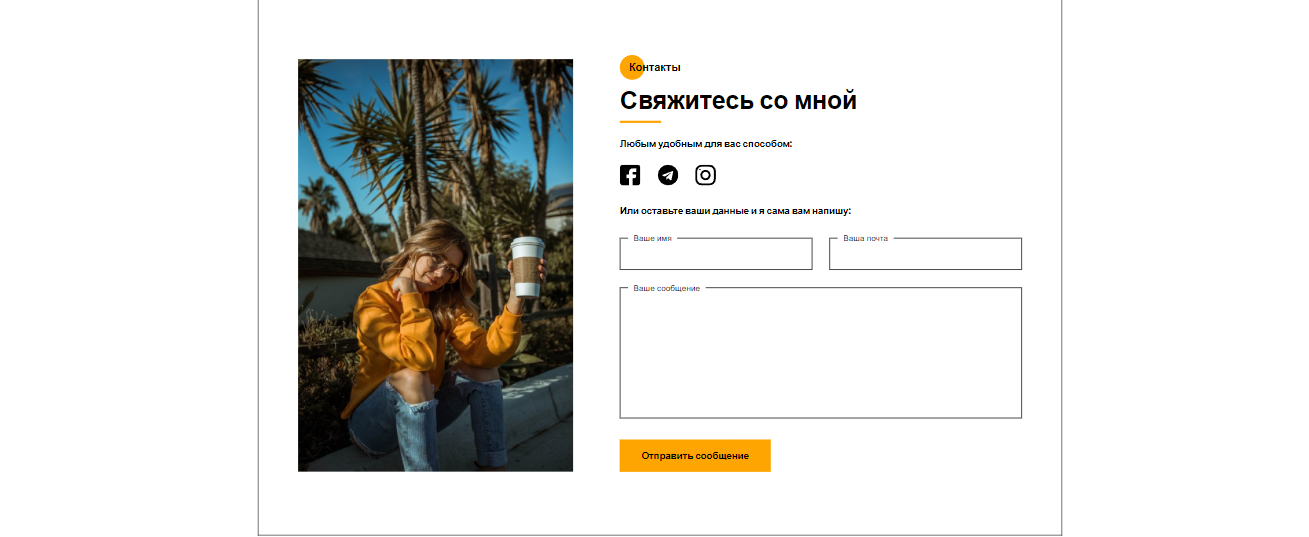 Контакты
Свяжитесь со мной
Любым удобным для вас способом:
Или оставьте ваши данные и я сама вам напишу:
Ваше имя
Ваша почта
Ваше сообщение
Отправить сообщение